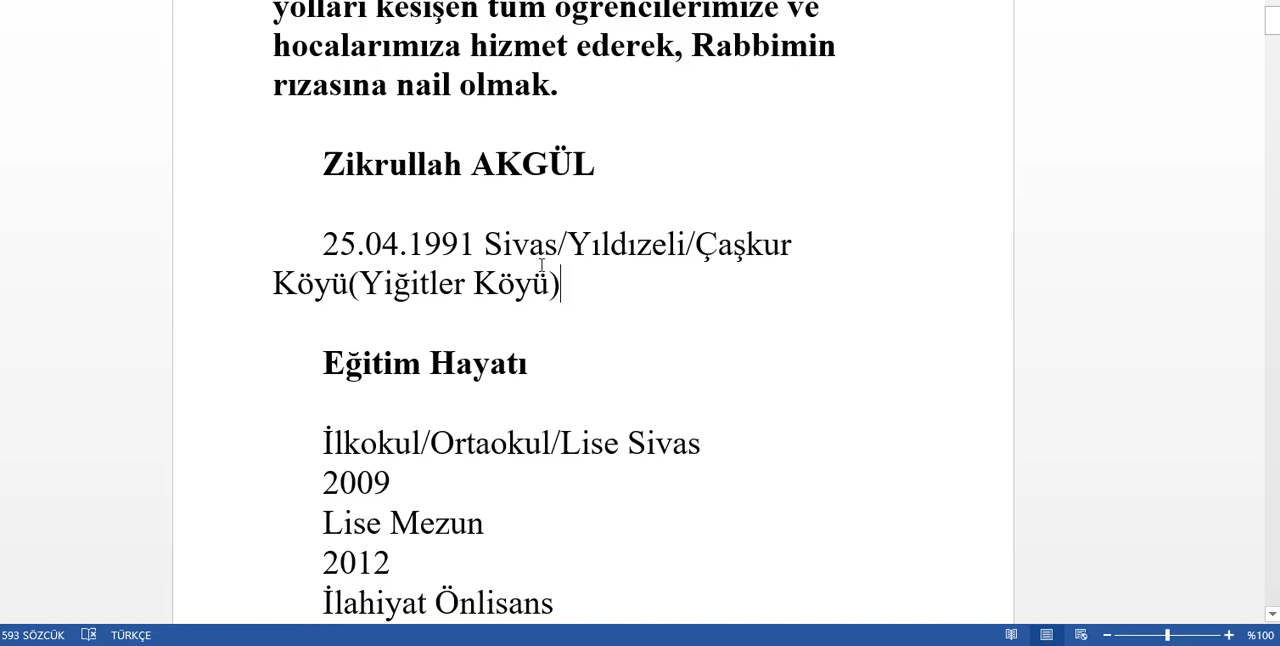 yolları kesişen tüm öğrencilerimize ve
hocalarımıza hizmet ederek, Rabbimin
rızasına nail olmak.
Zikrullah AKGÜL
25.04.1991 Sivas/Yıldızeli/Çaşkur
Köyü(Yiğitler Köyü)
Eğitim Hayatı
İlkokul/Ortaokul/Lise Sivas
2009
Lise Mezun
2012
İlahiyat Önlisans
593 SÖZCÜK TÜRKÇE %100